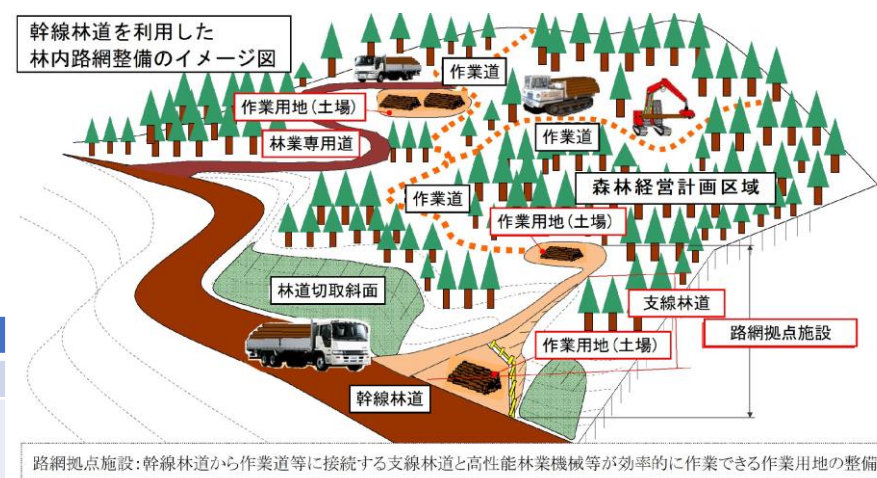 幹線林道を利用した
林内路網整備のイメージ図
作業道
作業用地(土場)
林業専用道
作業道
作業道
森林経営計画区域
作業用地(土場)
林道切取斜面
支線林道
路網拠点施設
作業用地(土場)
幹線林道
路網拠点施設:幹線林道から作業道等に接続する支線林道と高性能林業機械等が効率的に作業できる作業用地の整備